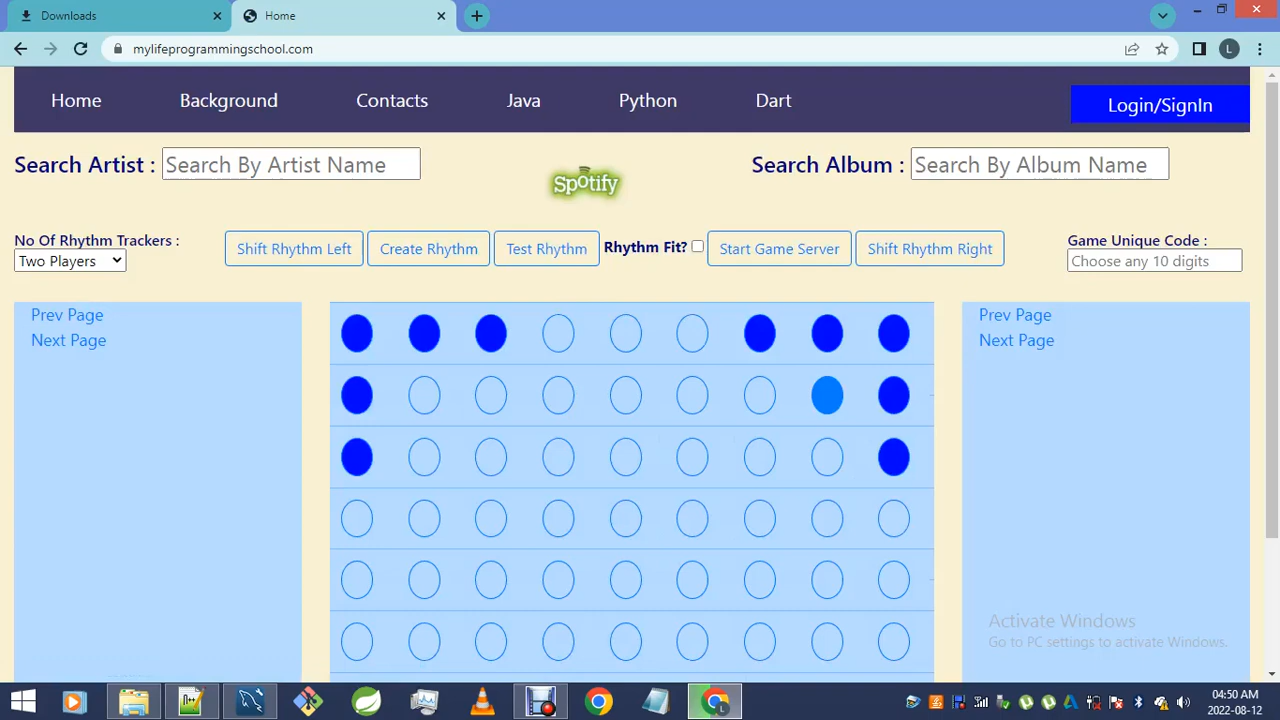 Downloads
Home
mylifeprogrammingschool.com
L
Home Background Contacts Java Python Dart Login/SignIn
Search Artist : Search By Artist Name
Spotify
Search Album : Search By Album Name
No Of Rhythm Trackers :
Two Players
Shift Rhythm Left Create Rhythm Test Rhythm Rhythm Fit? Start Game Server Shift Rhythm Right
Game Unique Code :
Choose any 10 digits
Prev Page
Next Page
Prev Page
Next Page
Activate Windows
Go to PC settings to activate Windows.
L
04:50 AM
2022-08-12